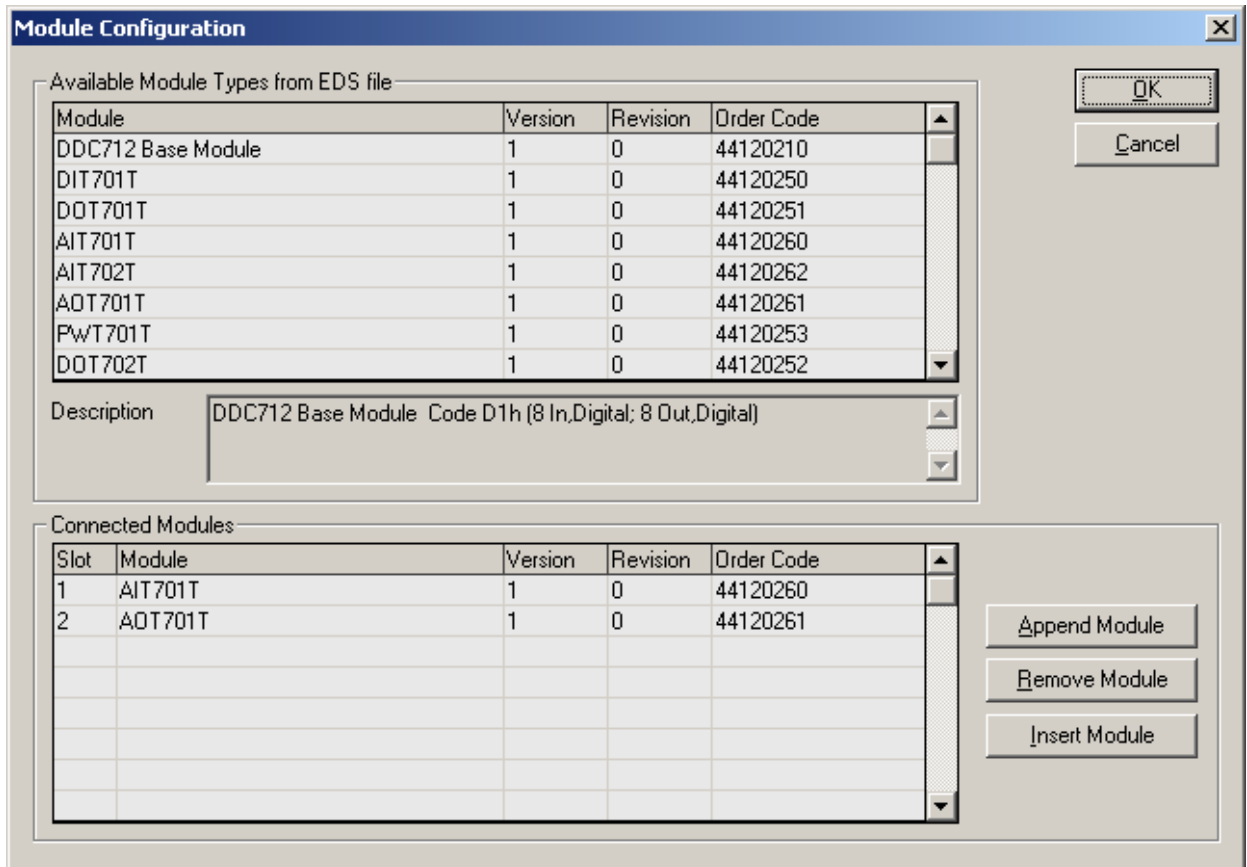 Module Configuration
Available Module Types from EDS file
Module Version Revision Order Code
DDC712 Base Module 1 0 44120210
DIT701T 1 0 44120250
DOT701T 1 0 44120251
AIT701T 1 0 44120260
AIT702T 1 0 44120262
AOT701T 1 0 44120261
PWT701T 1 0 44120253
DOT702T 1 0 44120252
Description DDC712 Base Module  Code D1h (8 In,Digital; 8 Out,Digital)
OK
Cancel
Connected Modules
Slot Module Version Revision Order Code
1 AIT701T 1 0 44120260
2 AOT701T 1 0 44120261
Append Module
Remove Module
Insert Module